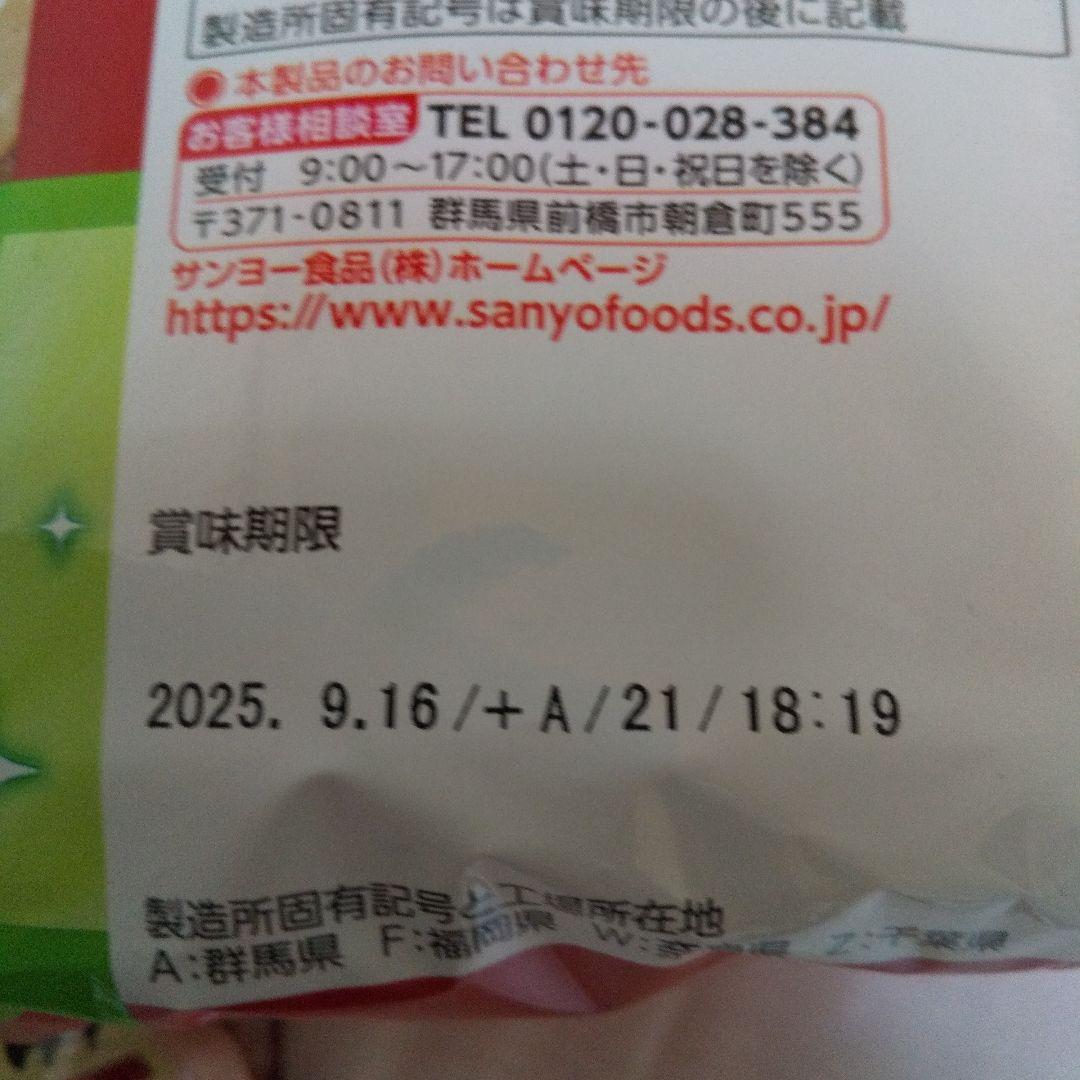 製造所固有記号は賞味期限の後に記載
本製品のお問い合わせ先
お客様相談室 TEL 0120-028-384
受付 9:00～17:00(土・日・祝日を除く)
〒371-0811 群馬県前橋市朝倉町555
サンヨー食品(株)ホームページ
https://www.sanyofoods.co.jp/
賞味期限
2025. 9.16/+A/21/18:19
製造所固有記号と工場所在地
A:群馬県 F:福岡県 W: Z:千葉県